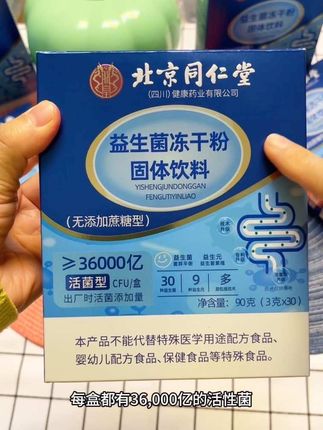 北京同仁堂
(四川)健康药业有限公司
益生菌冻干粉
固体饮料
YISHENGJUNDONGGAN
FENGUTIYINLIAO
(无添加蔗糖型)
≥36000亿
活菌型 CFU/盒
出厂时活菌添加量
益生菌
益生元
30
9
多
净含量: 90克 (3克×30)
本产品不能代替特殊医学用途配方食品、
婴幼儿配方食品、保健食品等特殊食品。
每盒都有36,000亿的活性菌